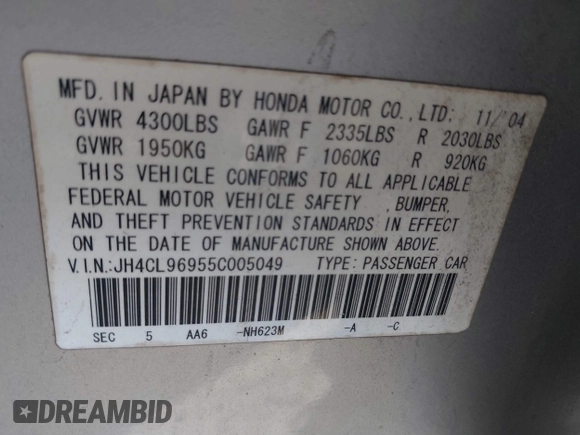 MFD. IN JAPAN BY HONDA MOTOR CO., LTD: 11/'04
GVWR 4300LBS GAWR F 2335LBS R 2030LBS
GVWR 1950KG GAWR F 1060KG R 920KG
THIS VEHICLE CONFORMS TO ALL APPLICABLE
FEDERAL MOTOR VEHICLE SAFETY ,BUMPER,
AND THEFT PREVENTION STANDARDS IN EFFECT
ON THE DATE OF MANUFACTURE SHOWN ABOVE.
V.I.N.:JH4CL96955C005049 TYPE: PASSENGER CAR
SEC 5 AA6 -NH623M -A -C
DREAMBID